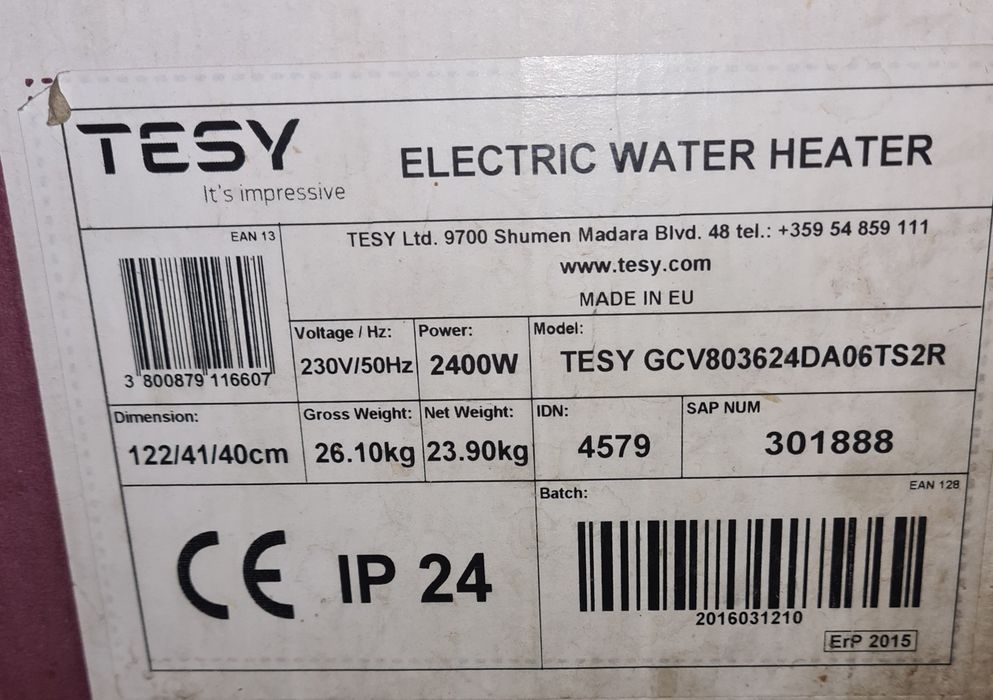 TESY
It's impressive
ELECTRIC WATER HEATER
EAN 13
3 800879 116607
TESY Ltd. 9700 Shumen Madara Blvd. 48 tel.: +359 54 859 111
www.tesy.com
MADE IN EU
Voltage / Hz:
230V/50Hz
Power:
2400W
Model:
TESY GCV803624DA06TS2R
Dimension:
122/41/40cm
Gross Weight:
26.10kg
Net Weight:
23.90kg
IDN:
4579
SAP NUM
301888
CE IP 24
Batch:
EAN 128
2016031210
ErP 2015